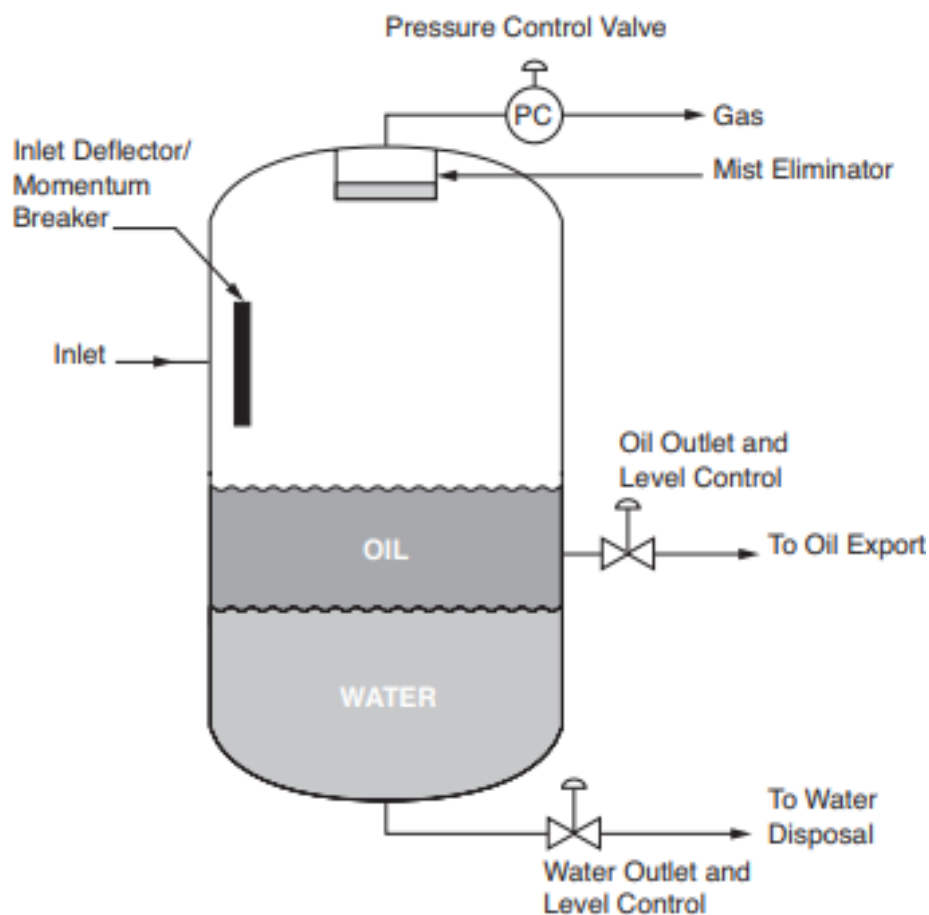 Pressure Control Valve
PC
Gas
Inlet Deflector/
Momentum
Breaker
Mist Eliminator
Inlet
Oil Outlet and
Level Control
OIL
To Oil Export
WATER
To Water
Disposal
Water Outlet and
Level Control